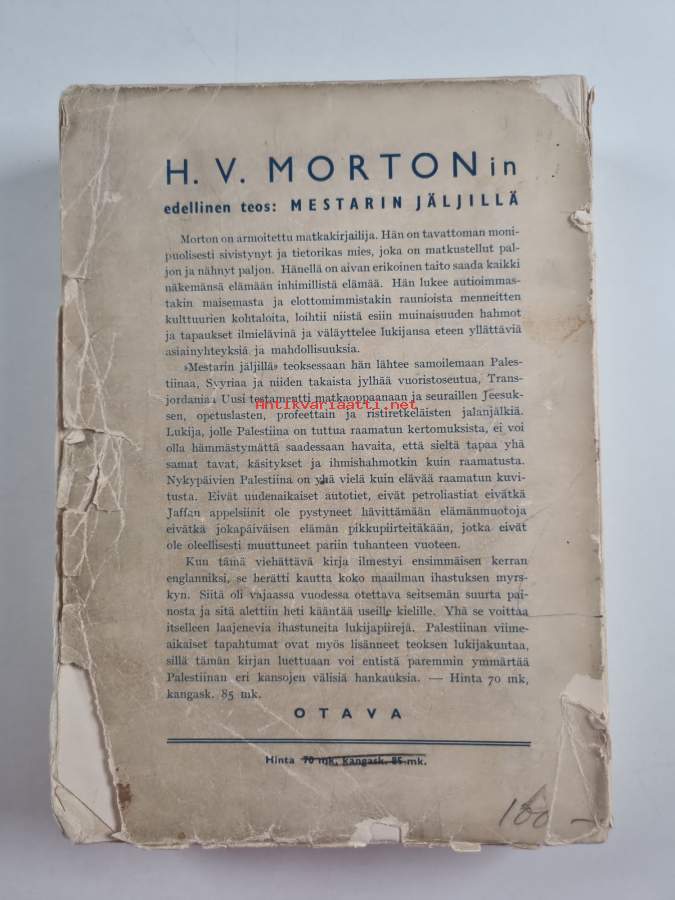 H. V. MORTONin
edellinen teos: MESTARIN JÄLJILLÄ
Morton on armoitettu matkakirjailija. Hän on tavattoman moni-
puolisesti sivistynyt ja tietorikas mies, joka on matkustellut pal-
jon ja nähnyt paljon. Hänellä on aivan erikoinen taito saada kaikki
näkemänsä elämään inhimillistä elämää. Hän lukee autioimmas-
takin maisemasta ja elottomimmistakin raunioista menneitten
kulttuurien kohtaloita, loihtii niistä esiin muinaisuuden hahmot
ja tapaukset ilmielävinä ja väläyttelee lukijansa eteen yllättäviä
asiainyhteyksiä ja mahdollisuuksia.
»Mestarin jäljillä» teoksessaan hän lähtee samoilemaan Pales-
tiinaa, Syyriaa ja niiden takaista jylhää vuoristoseutua, Trans-
jordaniaa Uusi testamentti matkaoppaanaan ja seuraillen Jeesuk-
Antikvariaatti.net
sen, opetuslasten, profeettain ja ristiretkeläisten jalanjälkiä.
Lukija, jolle Palestiina on tuttua raamatun kertomuksista, ei voi
olla hämmästymättä saadessaan havaita, että sieltä tapaa yhä
samat tavat, käsitykset ja ihmishahmotkin kuin raamatusta.
Nykypäivien Palestiina on yhä vielä kuin elävää raamatun kuvi-
tusta. Eivät uudenaikaiset autotiet, eivät petroliastiat eivätkä
Jaffan appelsiinit ole pystyneet hävittämään elämänmuotoja
eivätkä jokapäiväisen elämän pikkupiirteitäkään, jotka eivät
ole oleellisesti muuttuneet pariin tuhanteen vuoteen.
Kun tämä viehättävä kirja ilmestyi ensimmäisen kerran
englanniksi, se herätti kautta koko maailman ihastuksen myrs-
kyn. Siitä oli vajaassa vuodessa otettava seitsemän suurta pai-
nosta ja sitä alettiin heti kääntää useille kielille. Yhä se voittaa
itselleen laajenevia ihastuneita lukijapiirejä. Palestiinan viime-
aikaiset tapahtumat ovat myös lisänneet teoksen lukijakuntaa,
sillä tämän kirjan luettuaan voi entistä paremmin ymmärtää
Palestiinan eri kansojen välisiä hankauksia. — Hinta 70 mk,
kangask. 85 mk.
OTAVA
Hinta 70 mk, kangask. 85 mk.
160-